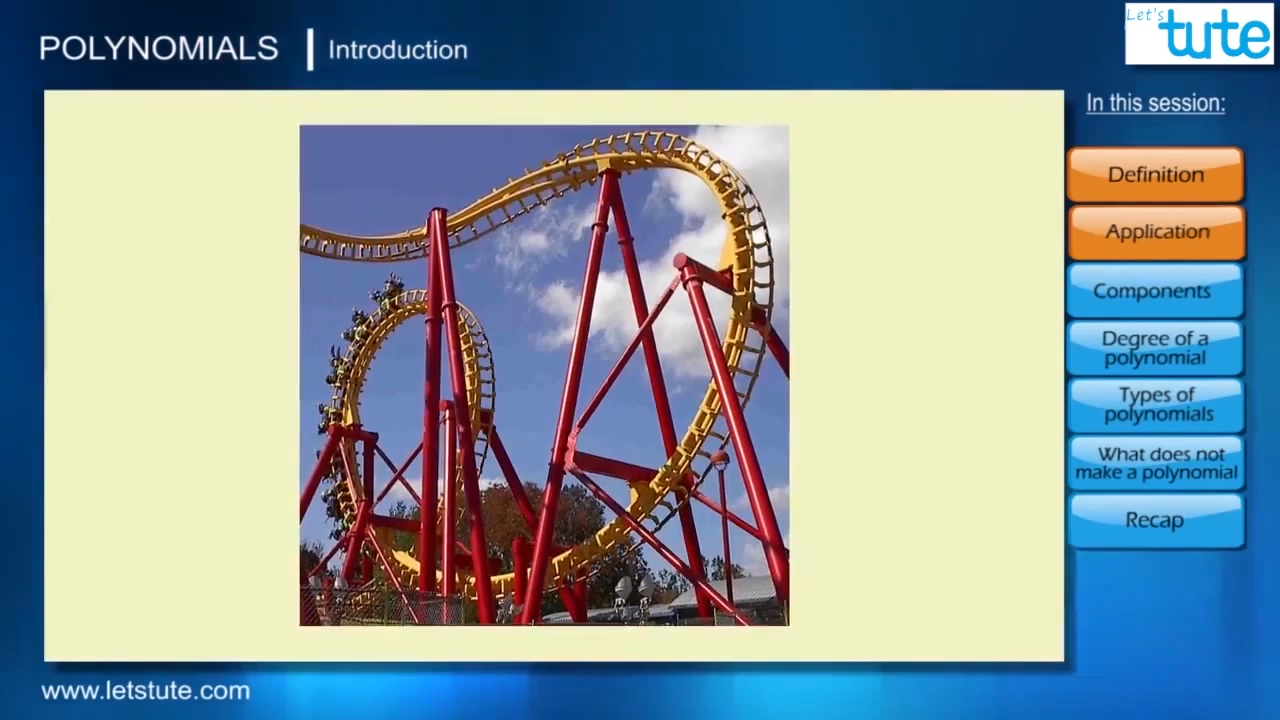 POLYNOMIALS | Introduction
Let's
tute
In this session:
Definition
Application
Components
Degree of a
polynomial
Types of
polynomials
What does not
make a polynomial
Recap
www.letstute.com